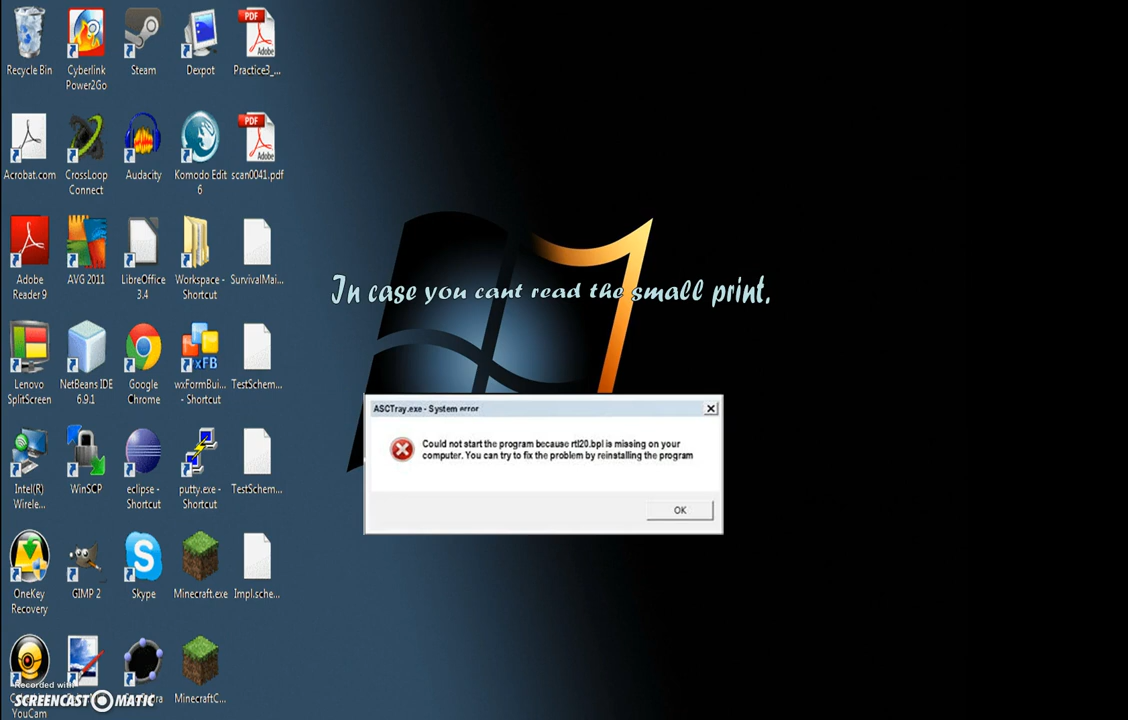 Recycle Bin
Cyberlink
Power2Go
Steam
Dexpot
PDF
Adobe
Practice3_...
Acrobat.com
CrossLoop
Connect
Audacity
Komodo Edit
6
PDF
Adobe
scan0041.pdf
Adobe
Reader 9
AVG 2011
LibreOffice
3.4
Workspace -
Shortcut
SurvivalMai...
In case you cant read the small print.
Lenovo
SplitScreen
NetBeans IDE
6.9.1
Google
Chrome
xFB
wxFormBui...
- Shortcut
TestSchem...
ASCTray.exe - System error
Could not start the program because rtl20.bpl is missing on your
computer. You can try to fix the problem by reinstalling the program
OK
Intel(R)
Wirele...
WinSCP
eclipse -
Shortcut
putty.exe -
Shortcut
TestSchem...
OneKey
Recovery
GIMP 2
Skype
Minecraft.exe
Impl.sche...
YouCam
MinecraftC...
Recorded with
SCREENCAST MATIC